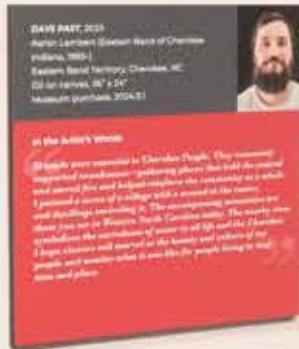 DAYS PAST, 2023
Aaron Lambert (Eastern Band of Cherokee
Indians, 1993-)
Eastern Band Territory, Cherokee, NC
Oil on canvas, 36" x 24"
Museum purchase, 2024/3/1
In the Artist's Words
Mounds were essential to Cherokee People. They commonly
supported townhouses—gathering places that held the council
and sacred fire and helped the community as a whole.
I painted a scene of a village with a mound at the center,
and dwellings surrounding it. The encompassing mountains are
those you see in Western North Carolina today. The nearby river
symbolizes the sacredness of water to all life and the Cherokee.
I hope viewers will marvel at the beauty and culture of my
people and wonder what it was like for people living in that
time and place.